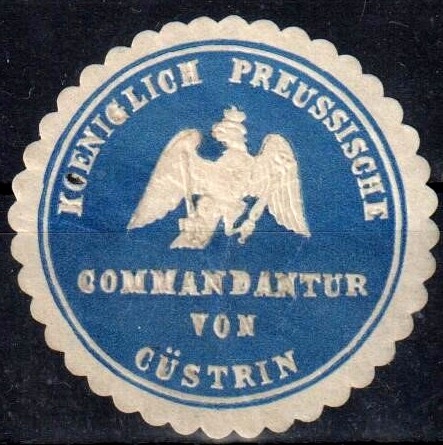 KOENIGLICH PREUSSISCHE
COMMANDANTUR
VON
CÜSTRIN